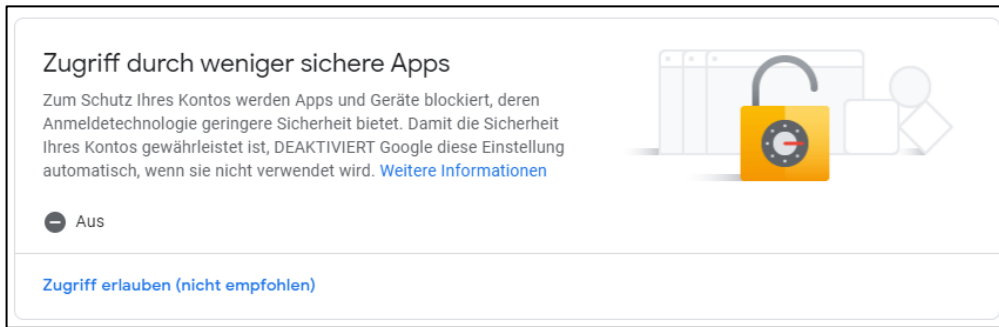 Zugriff durch weniger sichere Apps
Zum Schutz Ihres Kontos werden Apps und Geräte blockiert, deren
Anmeldetechnologie geringere Sicherheit bietet. Damit die Sicherheit
Ihres Kontos gewährleistet ist, DEAKTIVIERT Google diese Einstellung
automatisch, wenn sie nicht verwendet wird. Weitere Informationen
Aus
Zugriff erlauben (nicht empfohlen)